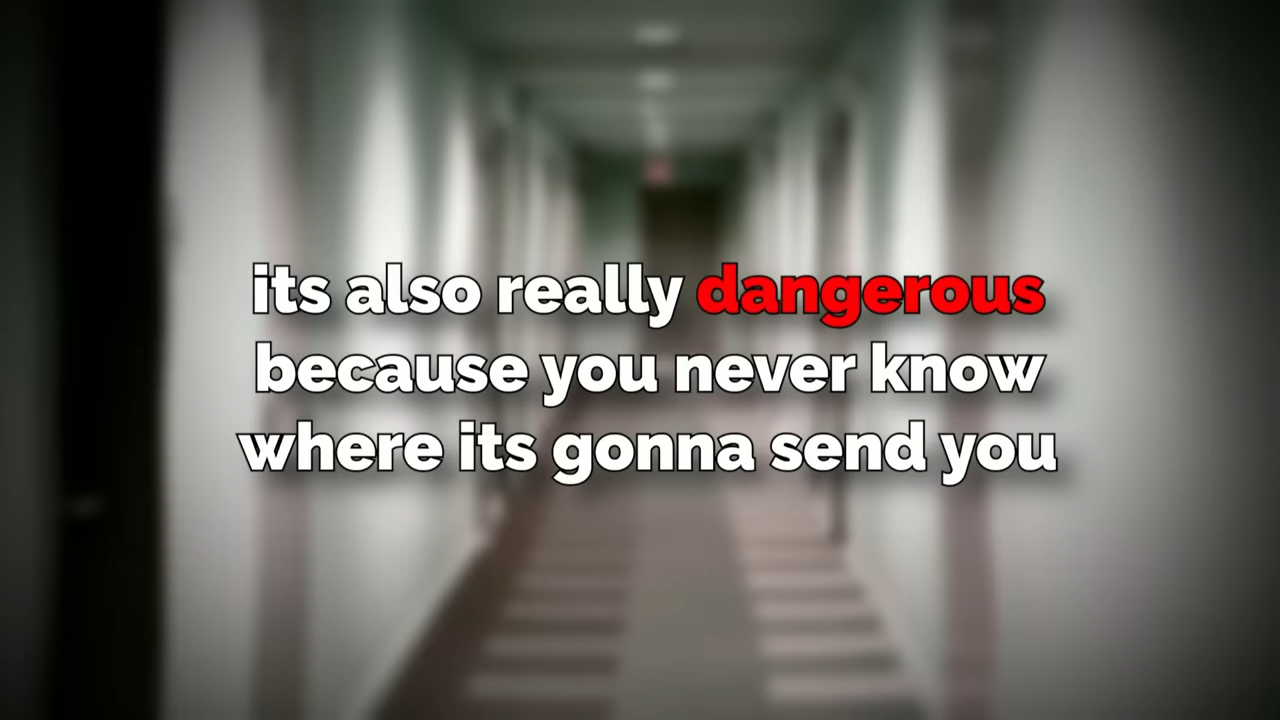 its also really dangerous
because you never know
where its gonna send you